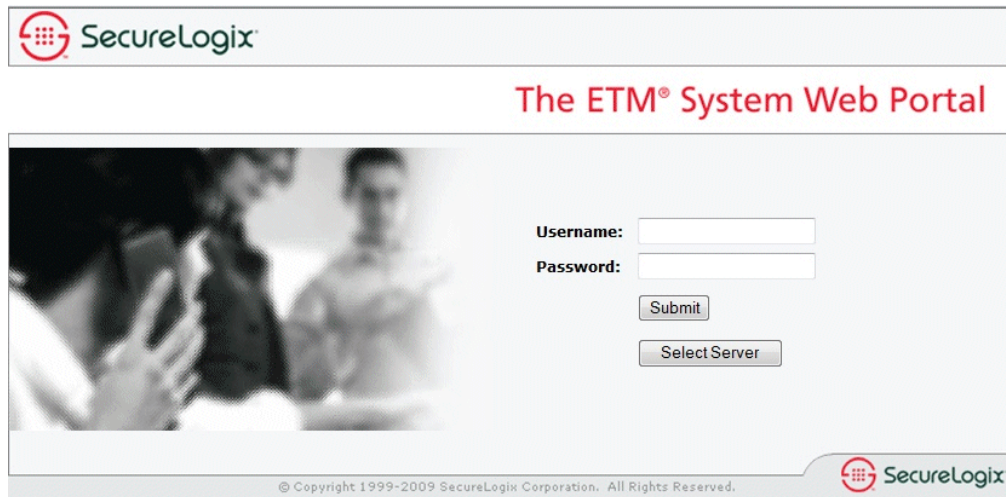 SecureLogix
The ETM® System Web Portal
Username:
Password:
Submit
Select Server
© Copyright 1999-2009 SecureLogix Corporation. All Rights Reserved.
SecureLogix